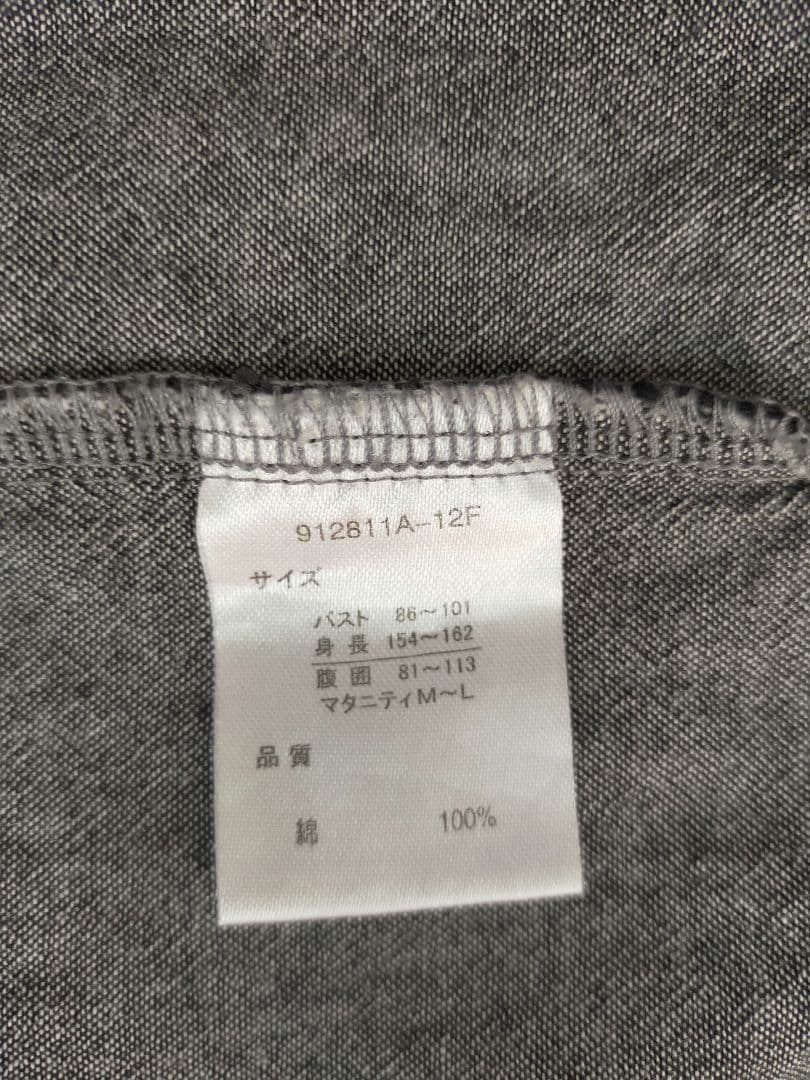 912811A-12F
サイズ
バスト 86～101
身長 154～162
腹囲 81～113
マタニティM～L
品質
綿 100%